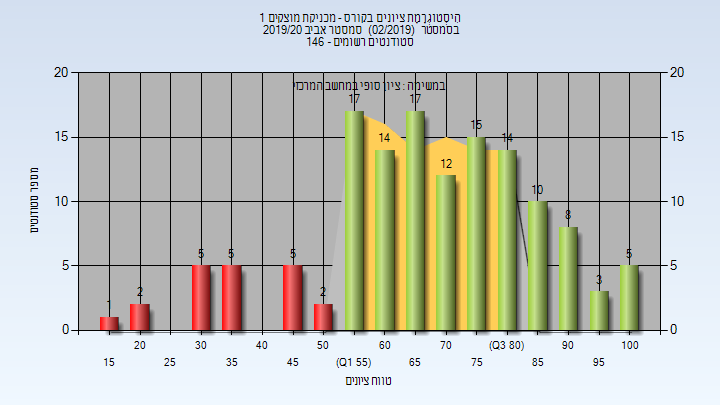 היסטוגרמת ציונים בקורס - מכניקת מוצקים 1
בסמסטר (02/2019) סמסטר אביב 2019/20
סטודנטים רשומים - 146
במשימה : ציון סופי במחשב המרכזי
מספר סטודנטים
20 20
15 15
10 10
5 5
0 0
1 2 5 5 5 2 17 14 17 12 15 14 10 8 3 5
20 30 40 50 60 70 (Q3 80) 90 100
15 25 35 45 (Q1 55) 65 75 85 95
טווח ציונים